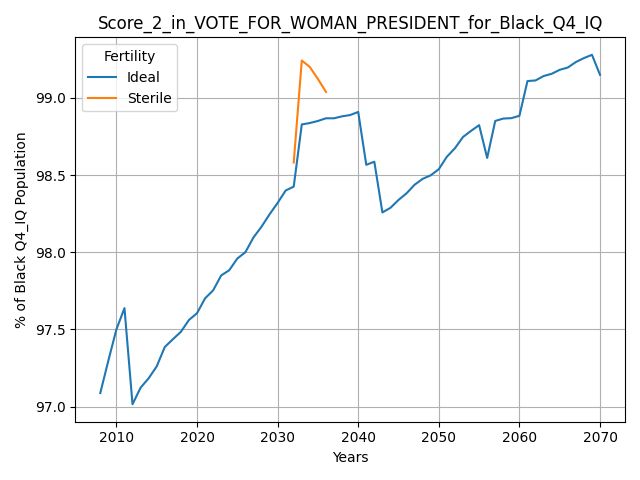 Score_2_in_VOTE_FOR_WOMAN_PRESIDENT_for_Black_Q4_IQ
Fertility
Ideal
Sterile
% of Black Q4_IQ Population
99.0
98.5
98.0
97.5
97.0
2010 2020 2030 2040 2050 2060 2070
Years